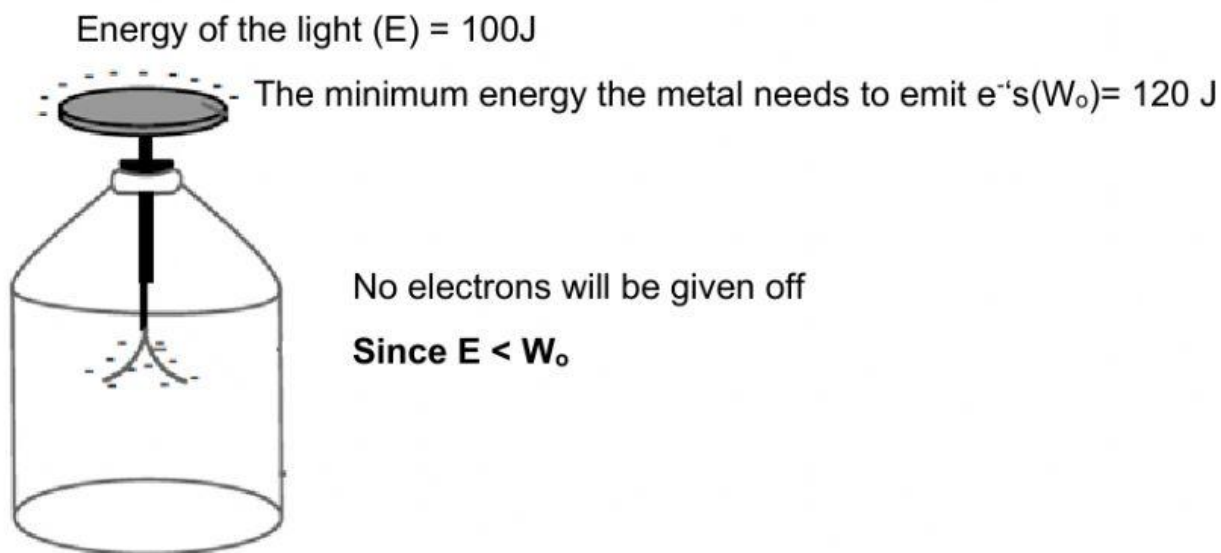 Energy of the light (E) = 100J
The minimum energy the metal needs to emit e⁻‘s(Wₒ)= 120 J
No electrons will be given off
Since E < Wₒ